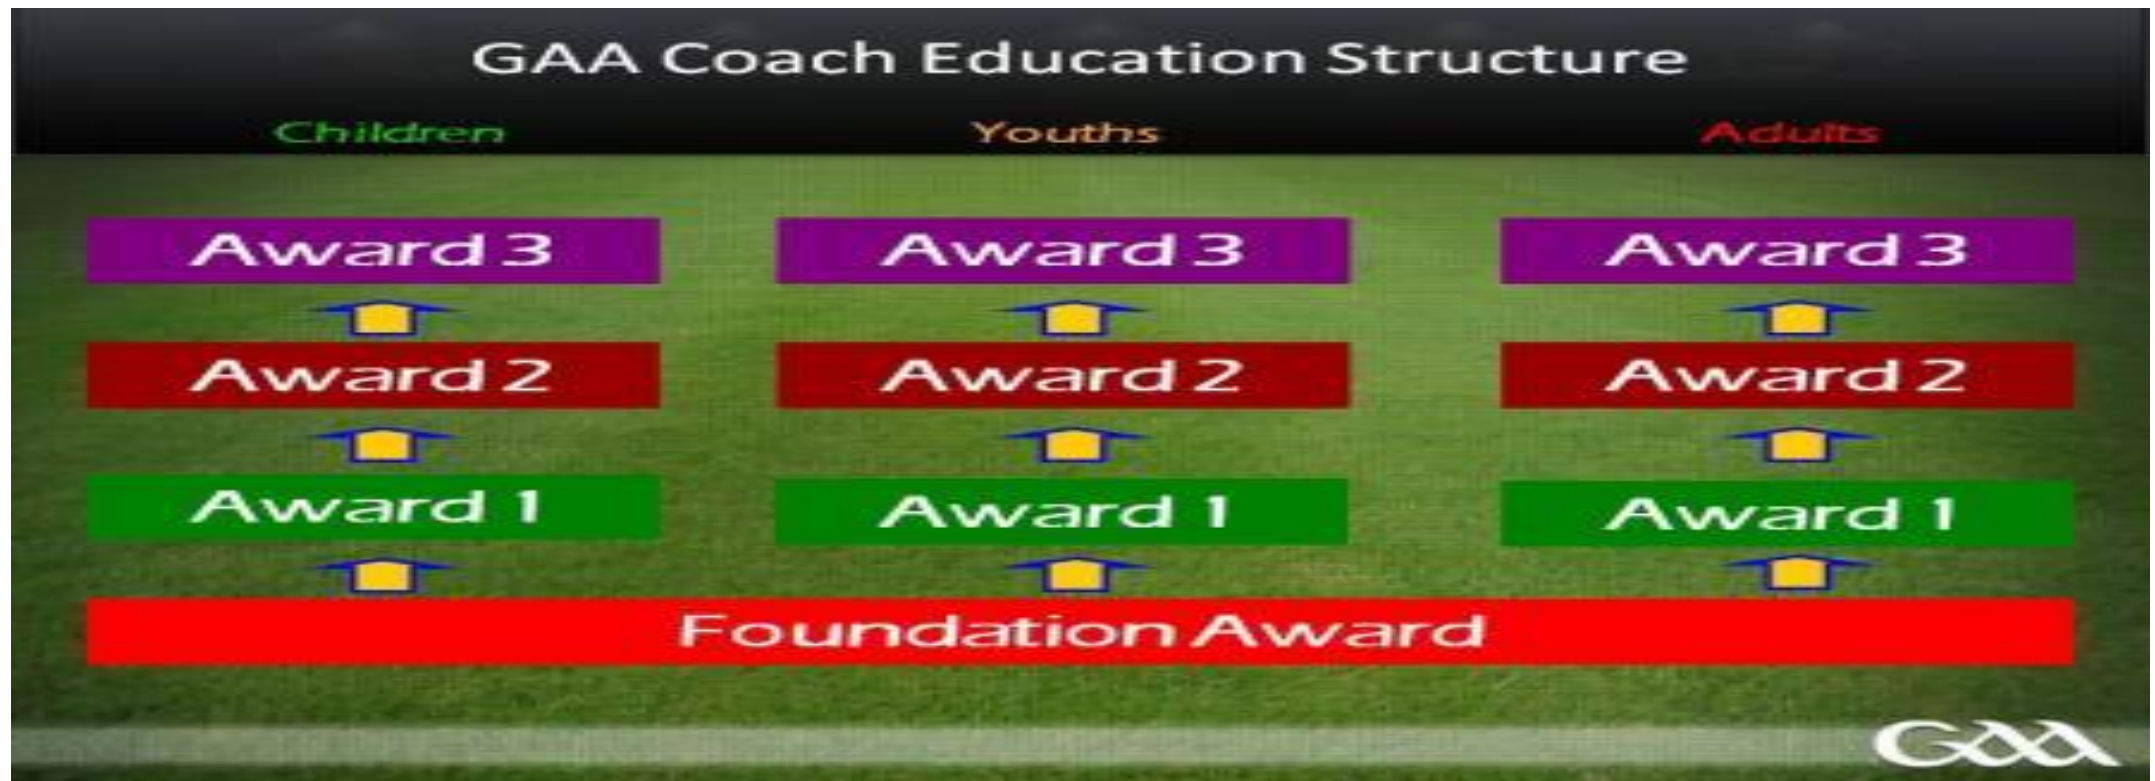 GAA Coach Education Structure
Children Youths Adults
Award 3 Award 3 Award 3
Award 2 Award 2 Award 2
Award 1 Award 1 Award 1
Foundation Award
GAA